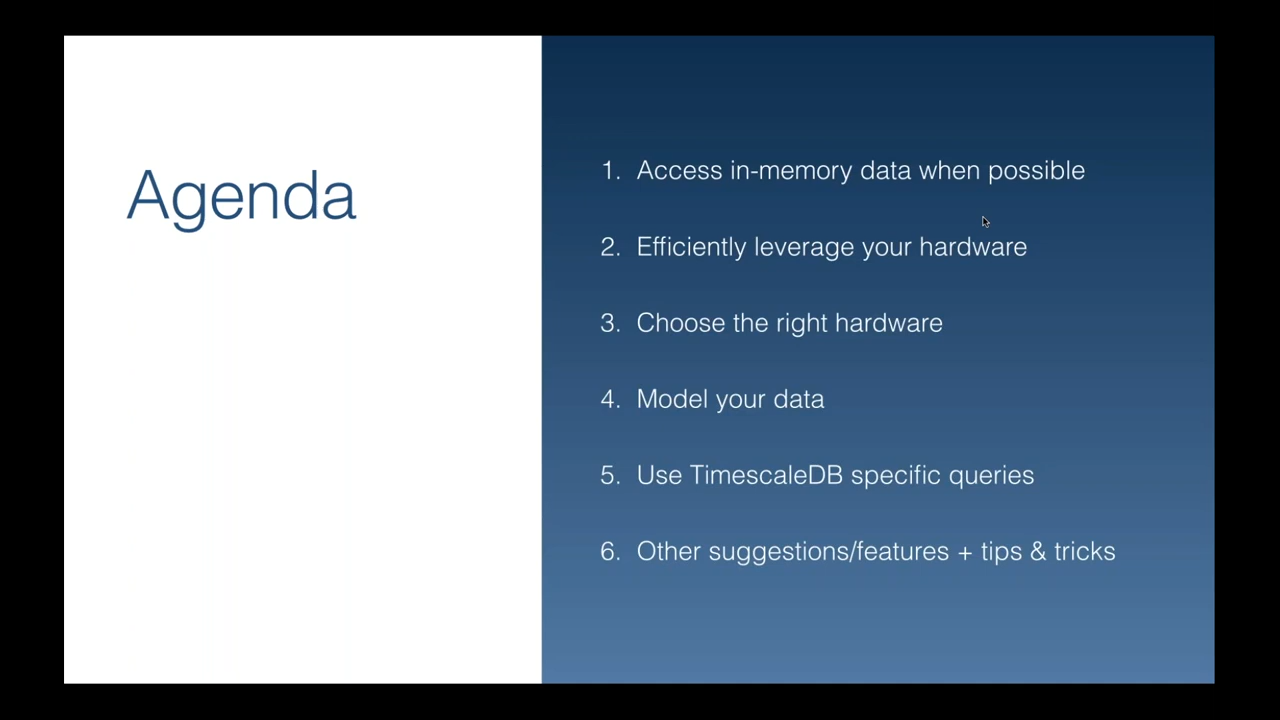 Agenda
1. Access in-memory data when possible
2. Efficiently leverage your hardware
3. Choose the right hardware
4. Model your data
5. Use TimescaleDB specific queries
6. Other suggestions/features + tips & tricks